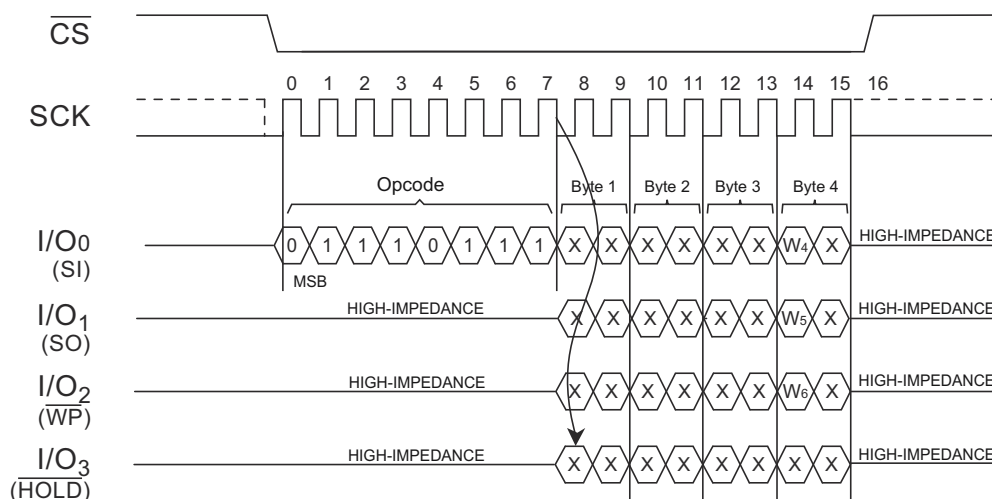 CS
0 1 2 3 4 5 6 7 8 9 10 11 12 13 14 15 16
SCK
Opcode Byte 1 Byte 2 Byte 3 Byte 4
I/O0 0 1 1 1 0 1 1 1 X X X X X X W4 X HIGH-IMPEDANCE
(SI)
MSB
I/O1 HIGH-IMPEDANCE X X X X X X W5 X HIGH-IMPEDANCE
(SO)
I/O2 HIGH-IMPEDANCE X X X X X X W6 X HIGH-IMPEDANCE
(WP)
I/O3 HIGH-IMPEDANCE X X X X X X X X HIGH-IMPEDANCE
(HOLD)